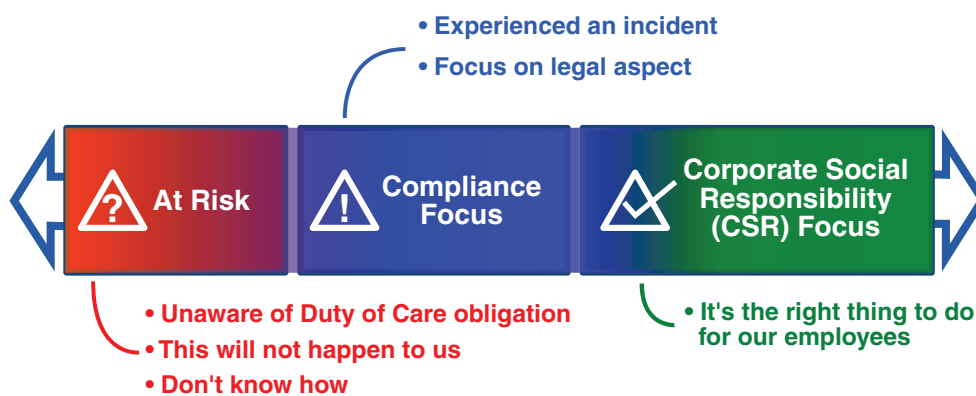 • Experienced an incident
• Focus on legal aspect
? At Risk
! Compliance
Focus
Corporate Social
Responsibility
(CSR) Focus
• Unaware of Duty of Care obligation
• This will not happen to us
• Don't know how
• It's the right thing to do
for our employees